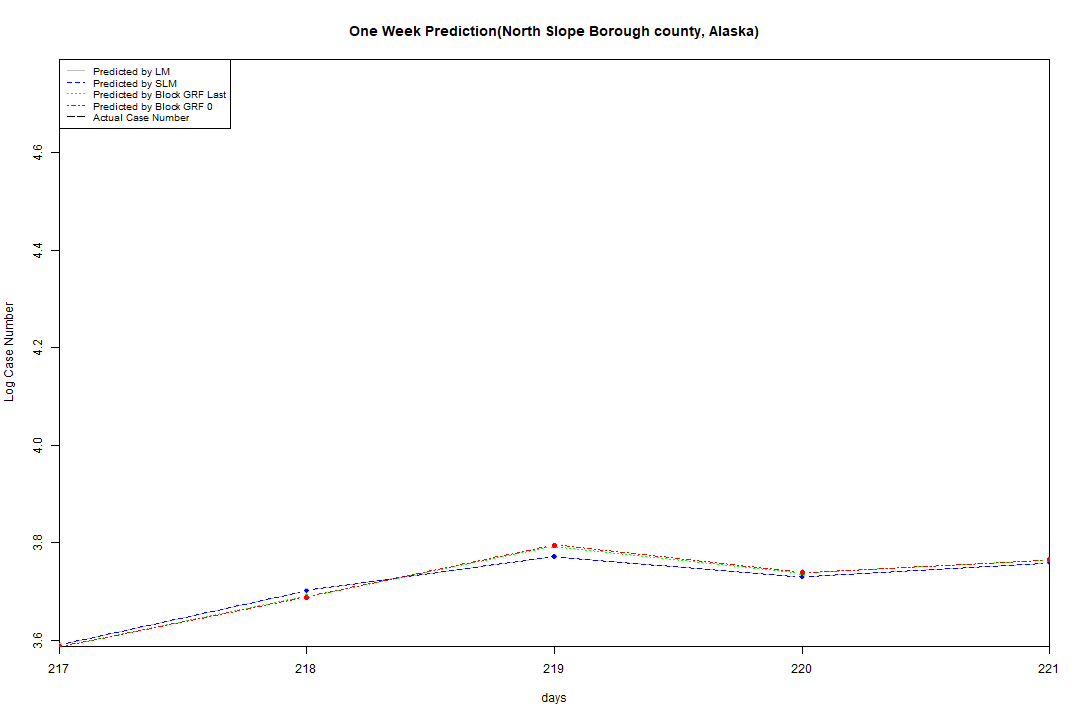 One Week Prediction(North Slope Borough county, Alaska)
Predicted by LM
Predicted by SLM
Predicted by Block GRF Last
Predicted by Block GRF 0
Actual Case Number
4.6
4.4
4.2
4.0
3.8
3.6
Log Case Number
217 218 219 220 221
days